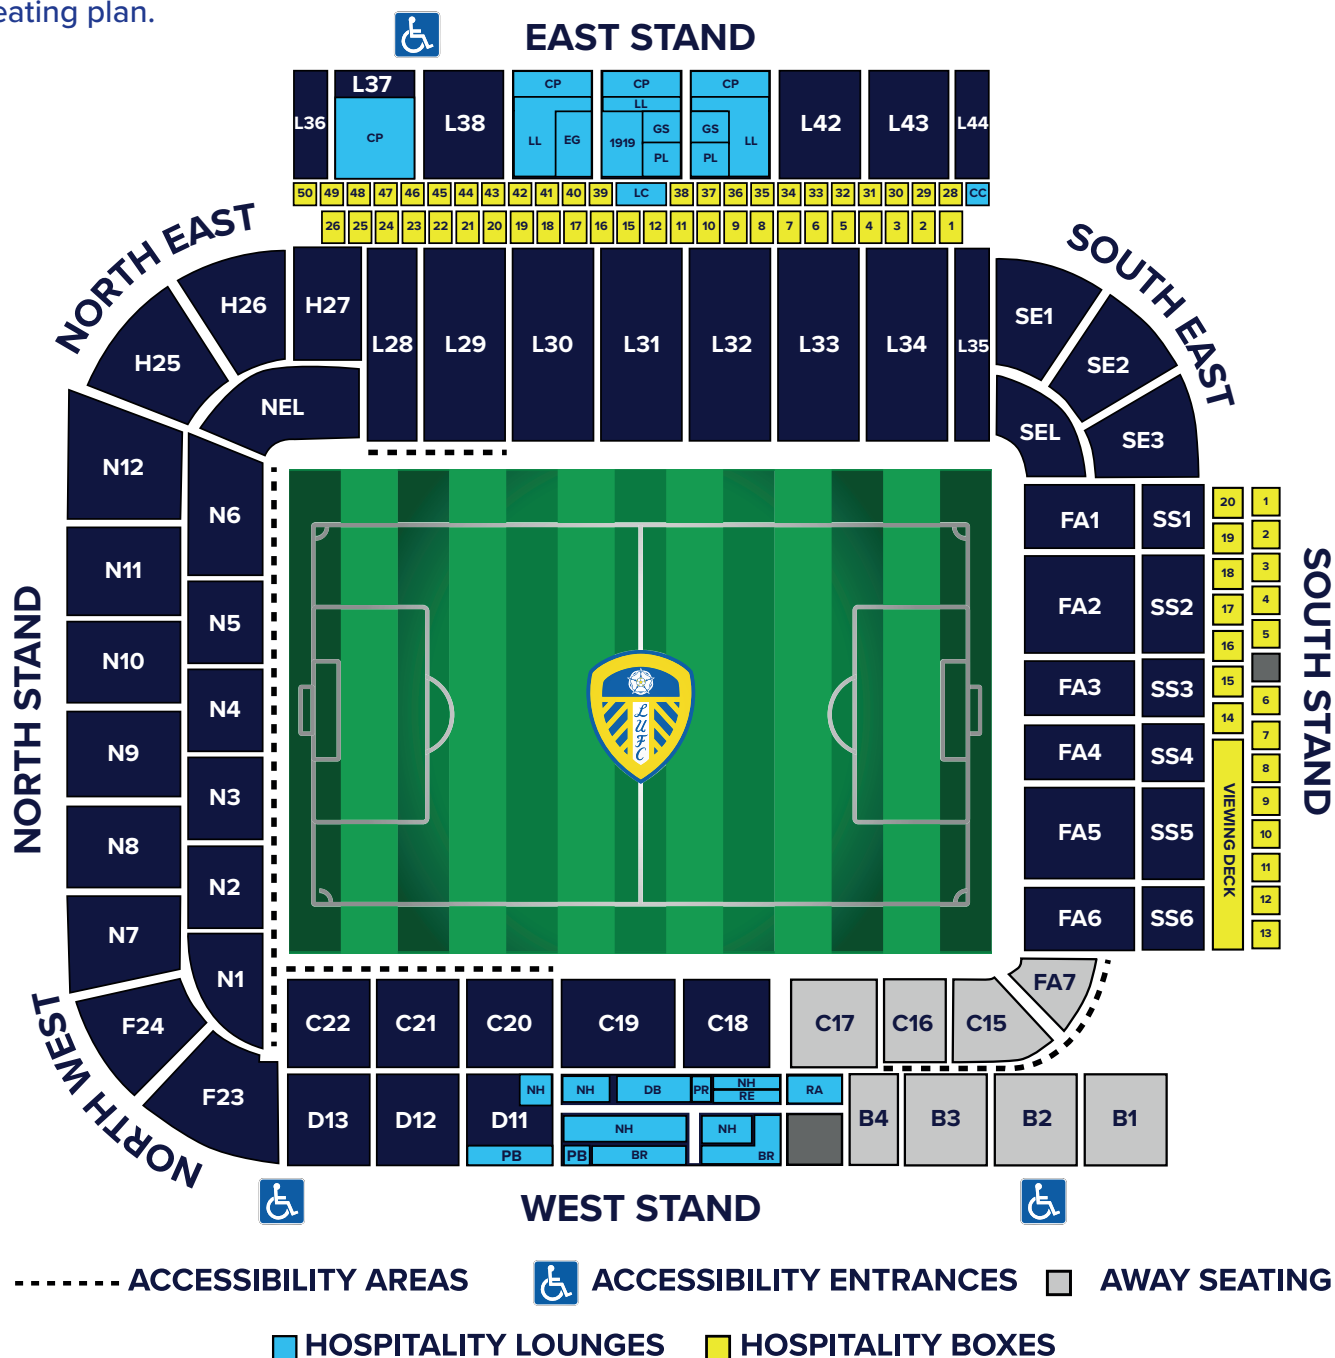 eating plan.
EAST STAND
L36 L37 L38 CP CP CP L42 L43 L44
CP LL EG LL 1919 GS PL GS PL LL
50 49 48 47 46 45 44 43 42 41 40 39 LC 38 37 36 35 34 33 32 31 30 29 28 CC
26 25 24 23 22 21 20 19 18 17 16 15 12 11 10 9 8 7 6 5 4 3 2 1
NORTH EAST
SOUTH EAST
H25 H26 H27 NEL
L28 L29 L30 L31 L32 L33 L34 L35
SE1 SE2 SE3 SEL
NORTH STAND
N12 N11 N10 N9 N8 N7
N6 N5 N4 N3 N2 N1
LUFC
FA1 FA2 FA3 FA4 FA5 FA6 FA7
SS1 SS2 SS3 SS4 SS5 SS6
20 19 18 17 16 15 14
VIEWING DECK
1 2 3 4 5 6 7 8 9 10 11 12 13
SOUTH STAND
NORTH WEST
F24 F23
C22 C21 C20 C19 C18 C17 C16 C15
D13 D12 D11 NH PB
NH DB PR NH RE RA
NH PB BR NH BR
B4 B3 B2 B1
WEST STAND
ACCESSIBILITY AREAS
ACCESSIBILITY ENTRANCES
AWAY SEATING
HOSPITALITY LOUNGES
HOSPITALITY BOXES